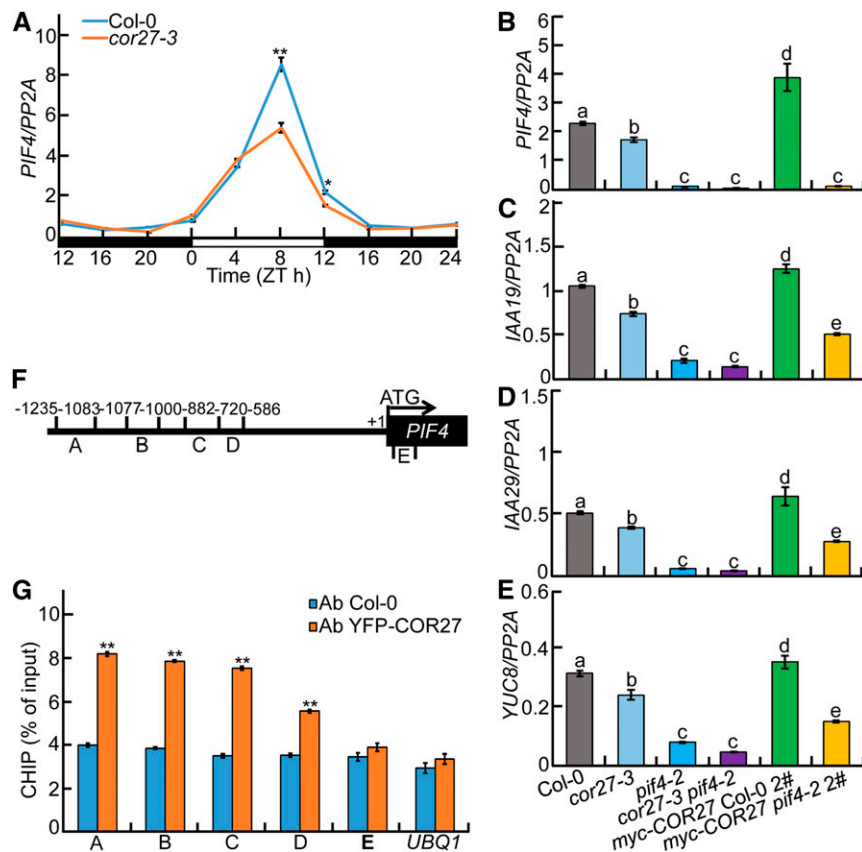 A
Col-0
cor27-3
PIF4/PP2A
10
8
6
4
2
0
**
*
12 16 20 0 4 8 12 16 20 24
Time (ZT h)
B
PIF4/PP2A
6
5
4
3
2
1
0
a b c c d c
C
IAA19/PP2A
2
1.5
1
0.5
0
a b c c d e
D
IAA29/PP2A
1.5
1
0.5
0
a b c c d e
E
YUC8/PP2A
0.6
0.4
0.2
0
a b c c d e
Col-0
cor27-3
pif4-2
cor27-3 pif4-2
myc-COR27 Col-0 2#
myc-COR27 pif4-2 2#
F
-1235-1083-1077-1000-882-720-586
A B C D
+1
ATG
PIF4
E
G
Ab Col-0
Ab YFP-COR27
CHIP (% of input)
10
8
6
4
2
0
** ** ** **
A B C D E UBQ1